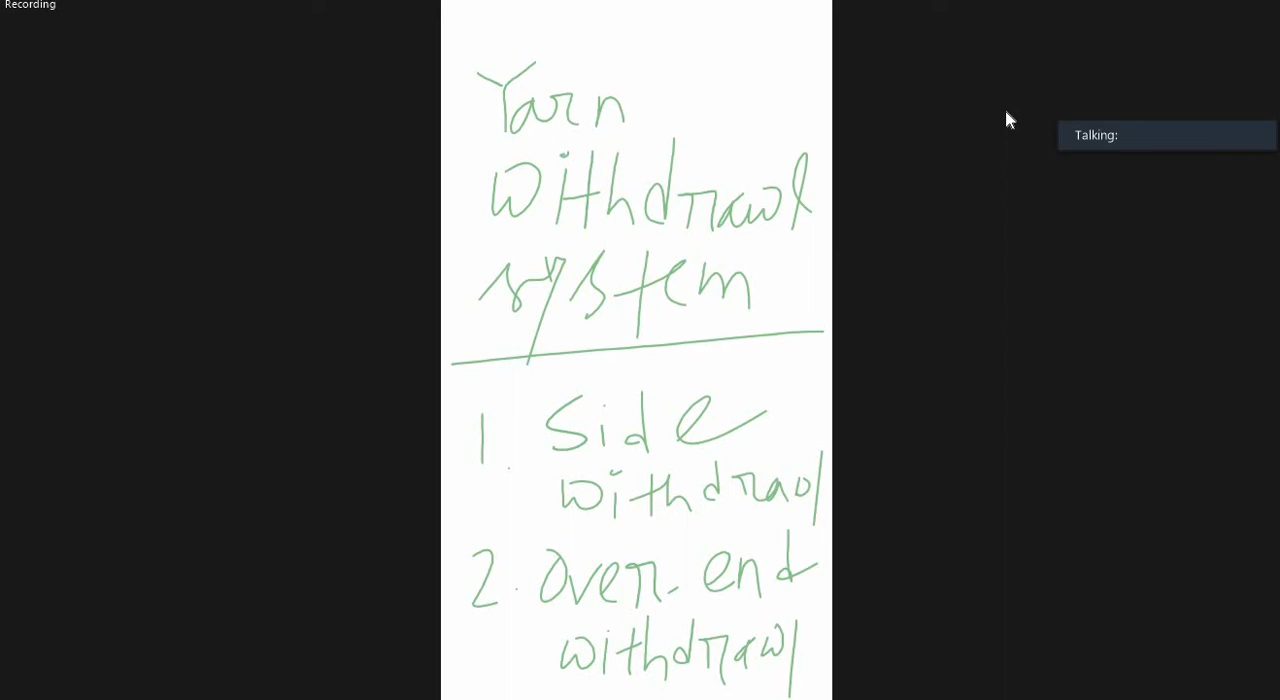 Recording
Talking:
Yarn
Withdrawl
system
1. Side
withdrawl
2. Over-end
withdrawl